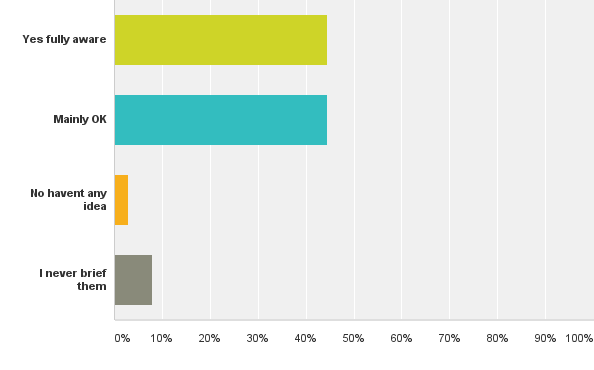 Yes fully aware
Mainly OK
No havent any
idea
I never brief
them
0% 10% 20% 30% 40% 50% 60% 70% 80% 90% 100%